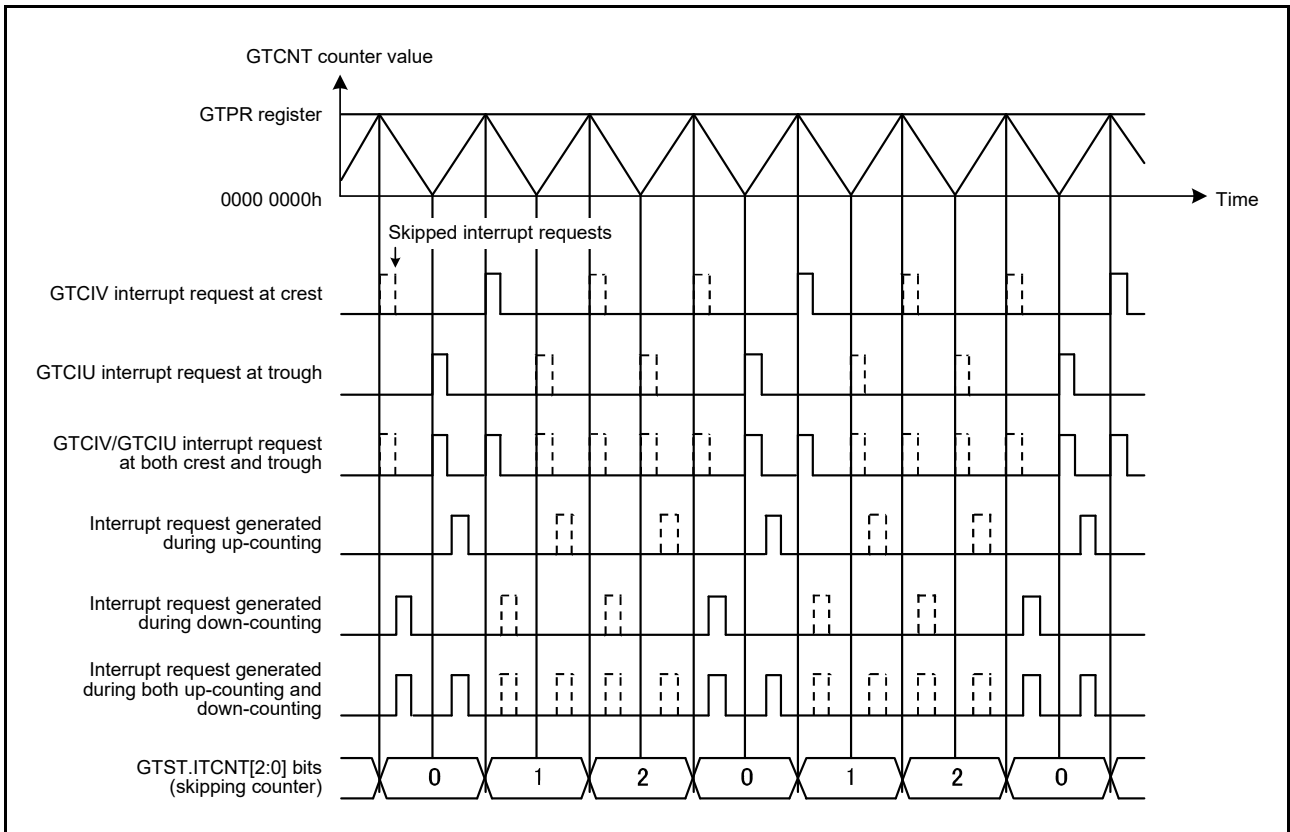 GTCNT counter value
GTPR register
0000 0000h
Time
Skipped interrupt requests
GTCIV interrupt request at crest
GTCIU interrupt request at trough
GTCIV/GTCIU interrupt request
at both crest and trough
Interrupt request generated
during up-counting
Interrupt request generated
during down-counting
Interrupt request generated
during both up-counting and
down-counting
GTST.ITCNT[2:0] bits
(skipping counter)
0 1 2 0 1 2 0